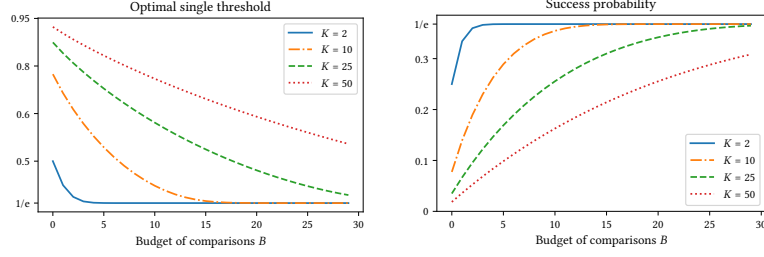 Optimal single threshold
0.95
0.8
0.6
0.5
1/e
0
5
10
15
20
25
30
Budget of comparisons B
K = 2
K = 10
K = 25
K = 50
Success probability
1/e
0.3
0.2
0.1
0
0
5
10
15
20
25
30
Budget of comparisons B
K = 2
K = 10
K = 25
K = 50